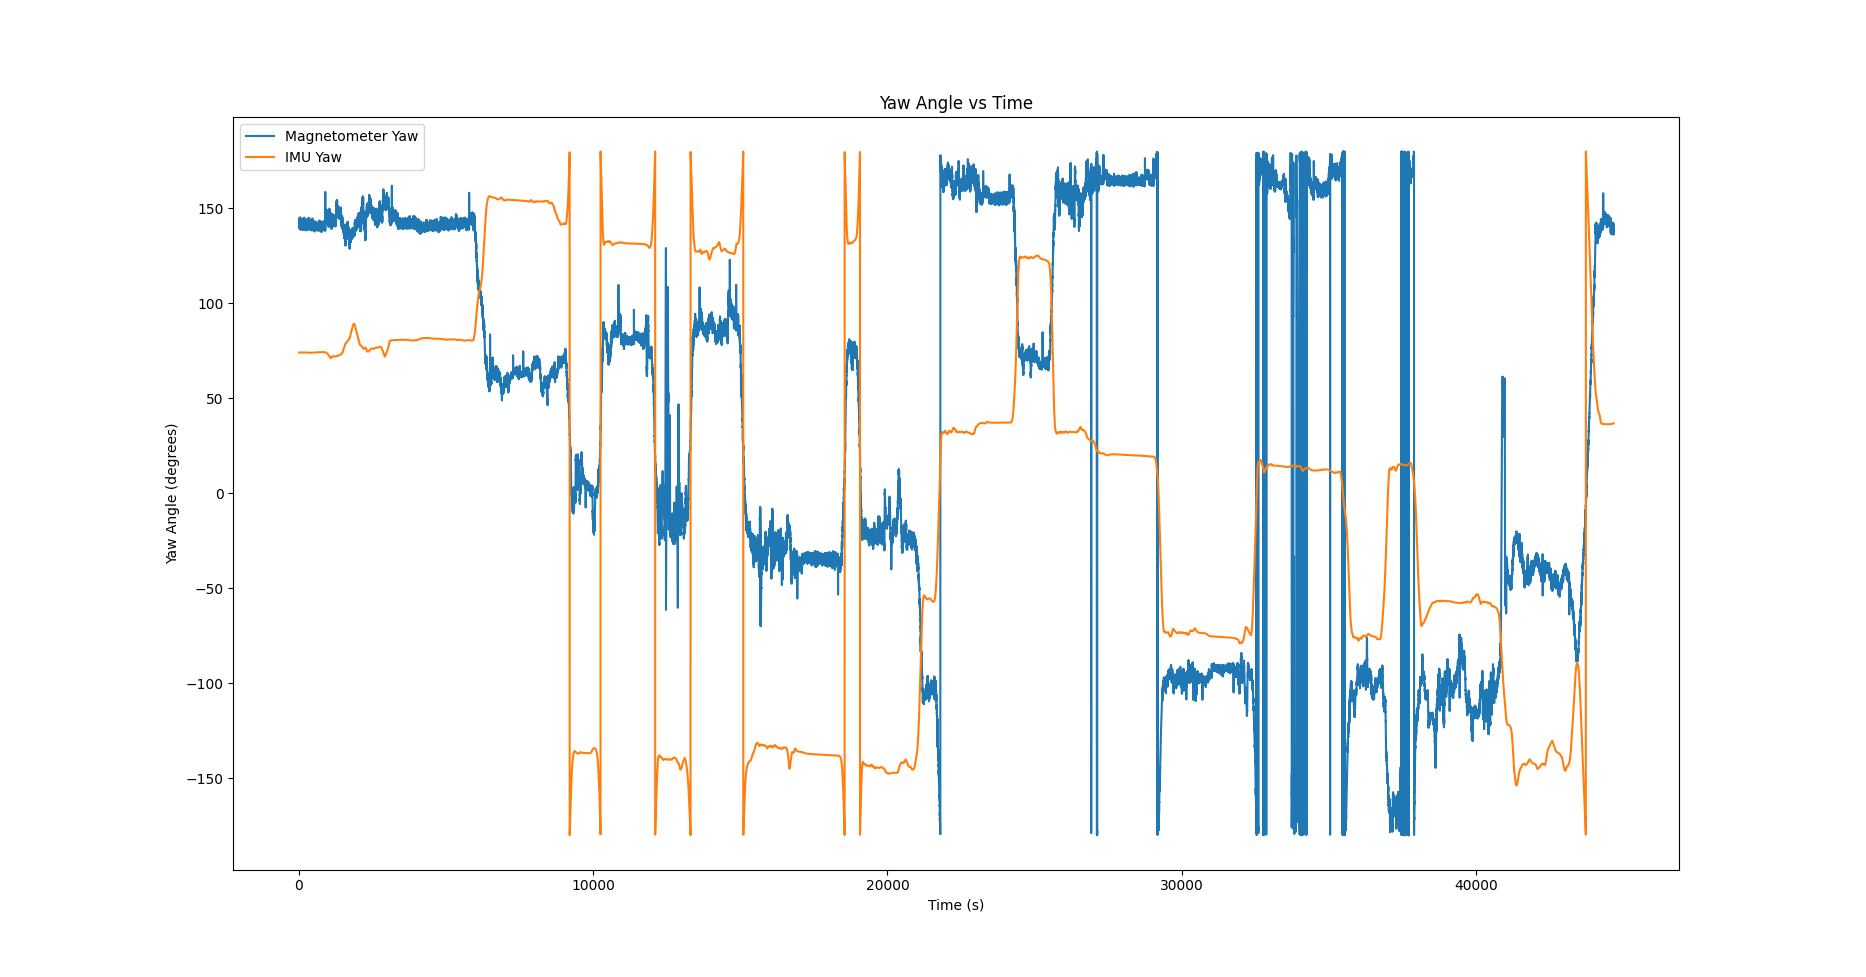 Yaw Angle vs Time
Magnetometer Yaw
IMU Yaw
Yaw Angle (degrees)
150
100
50
0
−50
−100
−150
0 10000 20000 30000 40000
Time (s)